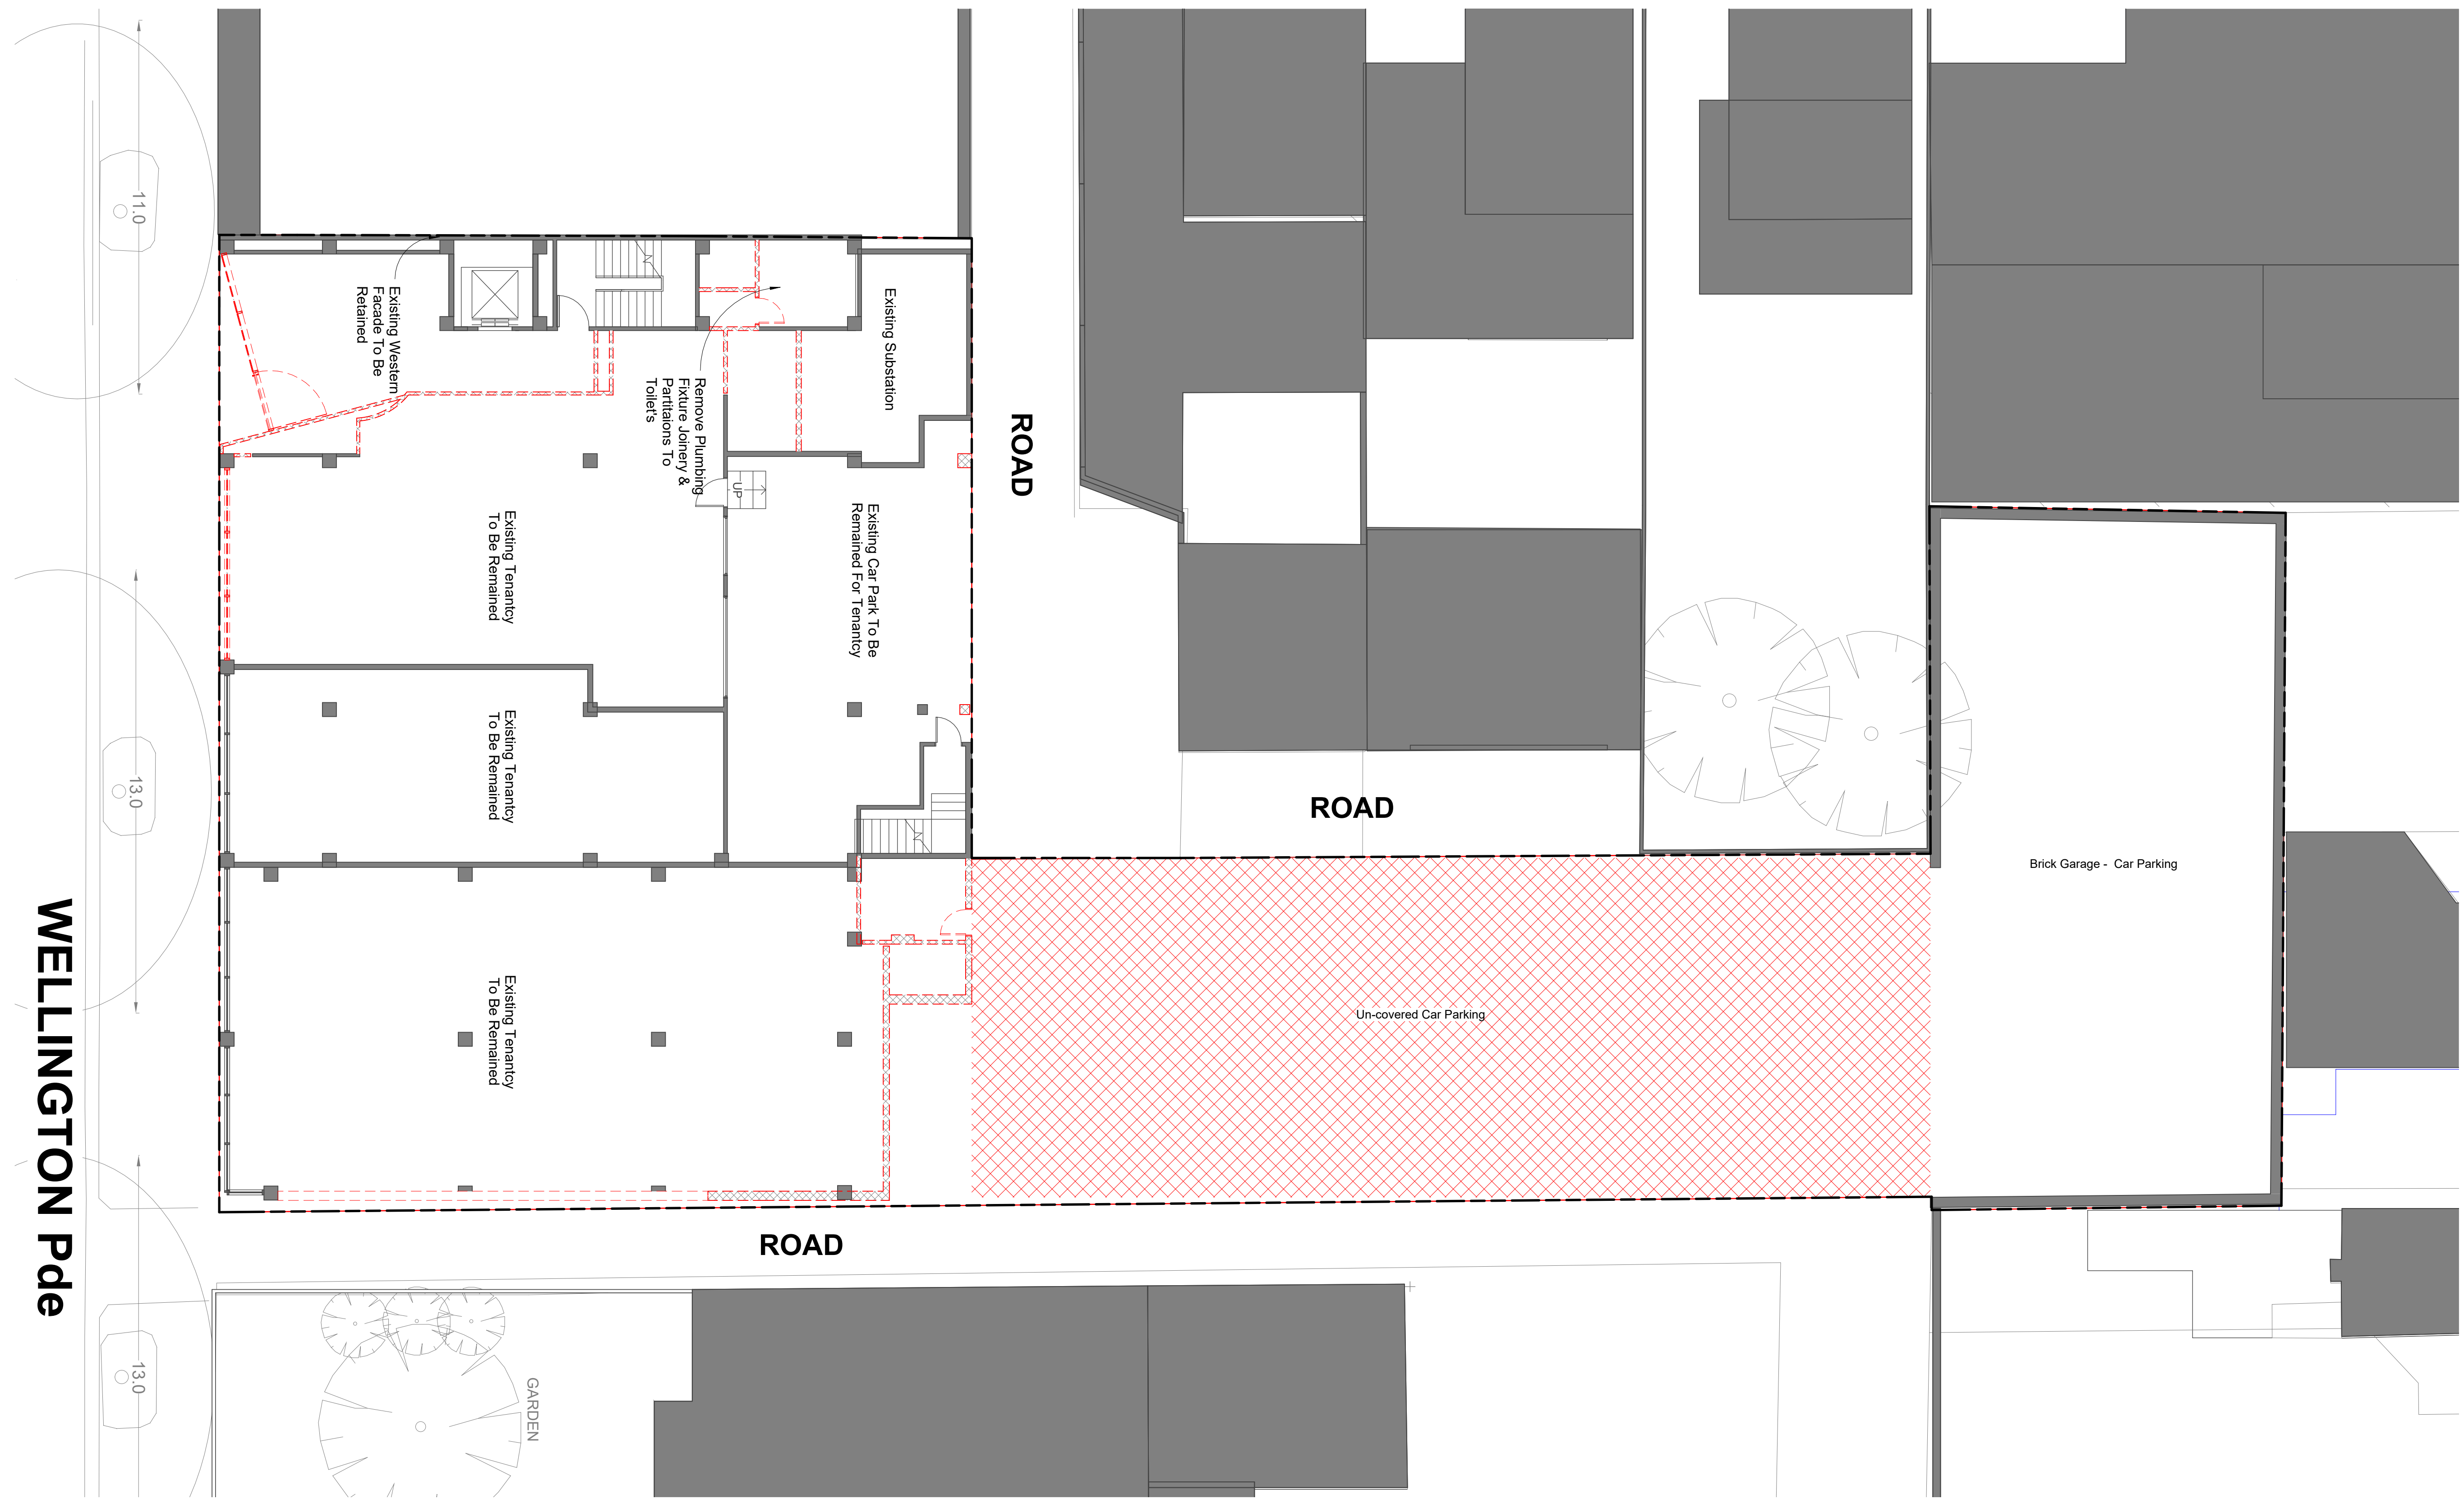 11.0
Existing Western
Facade To Be
Retained
Existing Substation
Remove Plumbing
Fixture Joinery &
Partitaions To
Toilet's
UP
ROAD
Existing Tenantcy
To Be Remained
Existing Car Park To Be
Remained For Tenantcy
Existing Tenantcy
To Be Remained
13.0
ROAD
Brick Garage - Car Parking
WELLINGTON Pde
Existing Tenantcy
To Be Remained
Un-covered Car Parking
ROAD
13.0
GARDEN